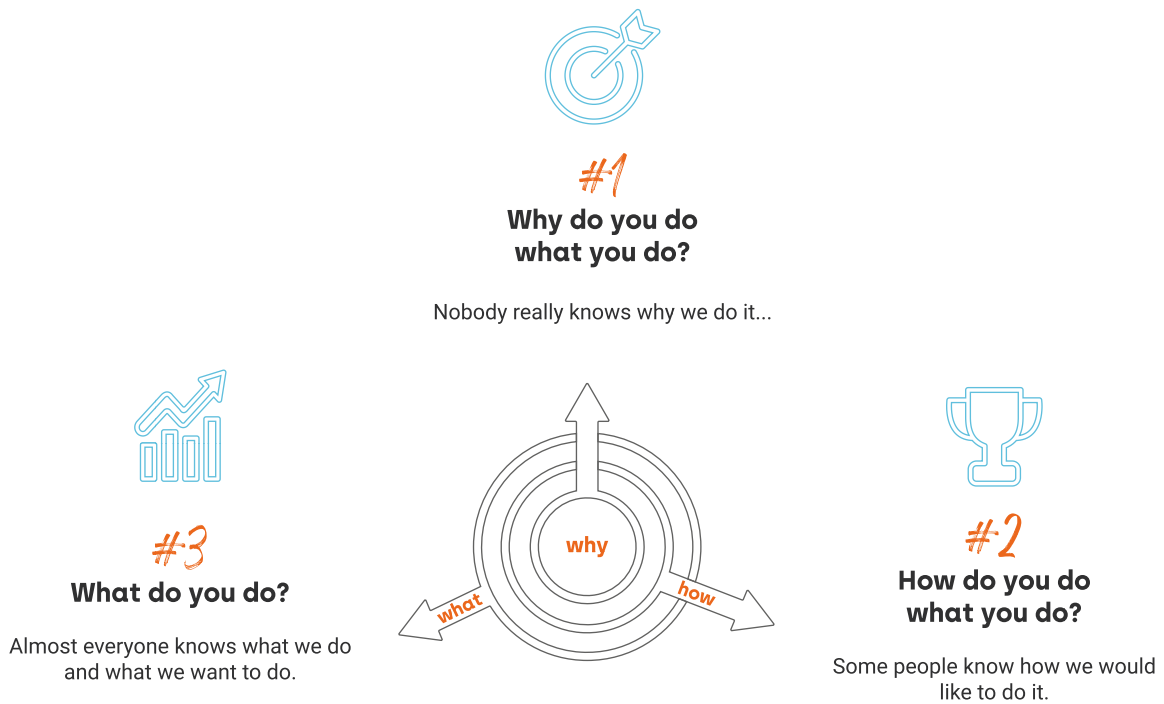 #1
Why do you do
what you do?
Nobody really knows why we do it...
#3
What do you do?
Almost everyone knows what we do
and what we want to do.
why
what
how
#2
How do you do
what you do?
Some people know how we would
like to do it.